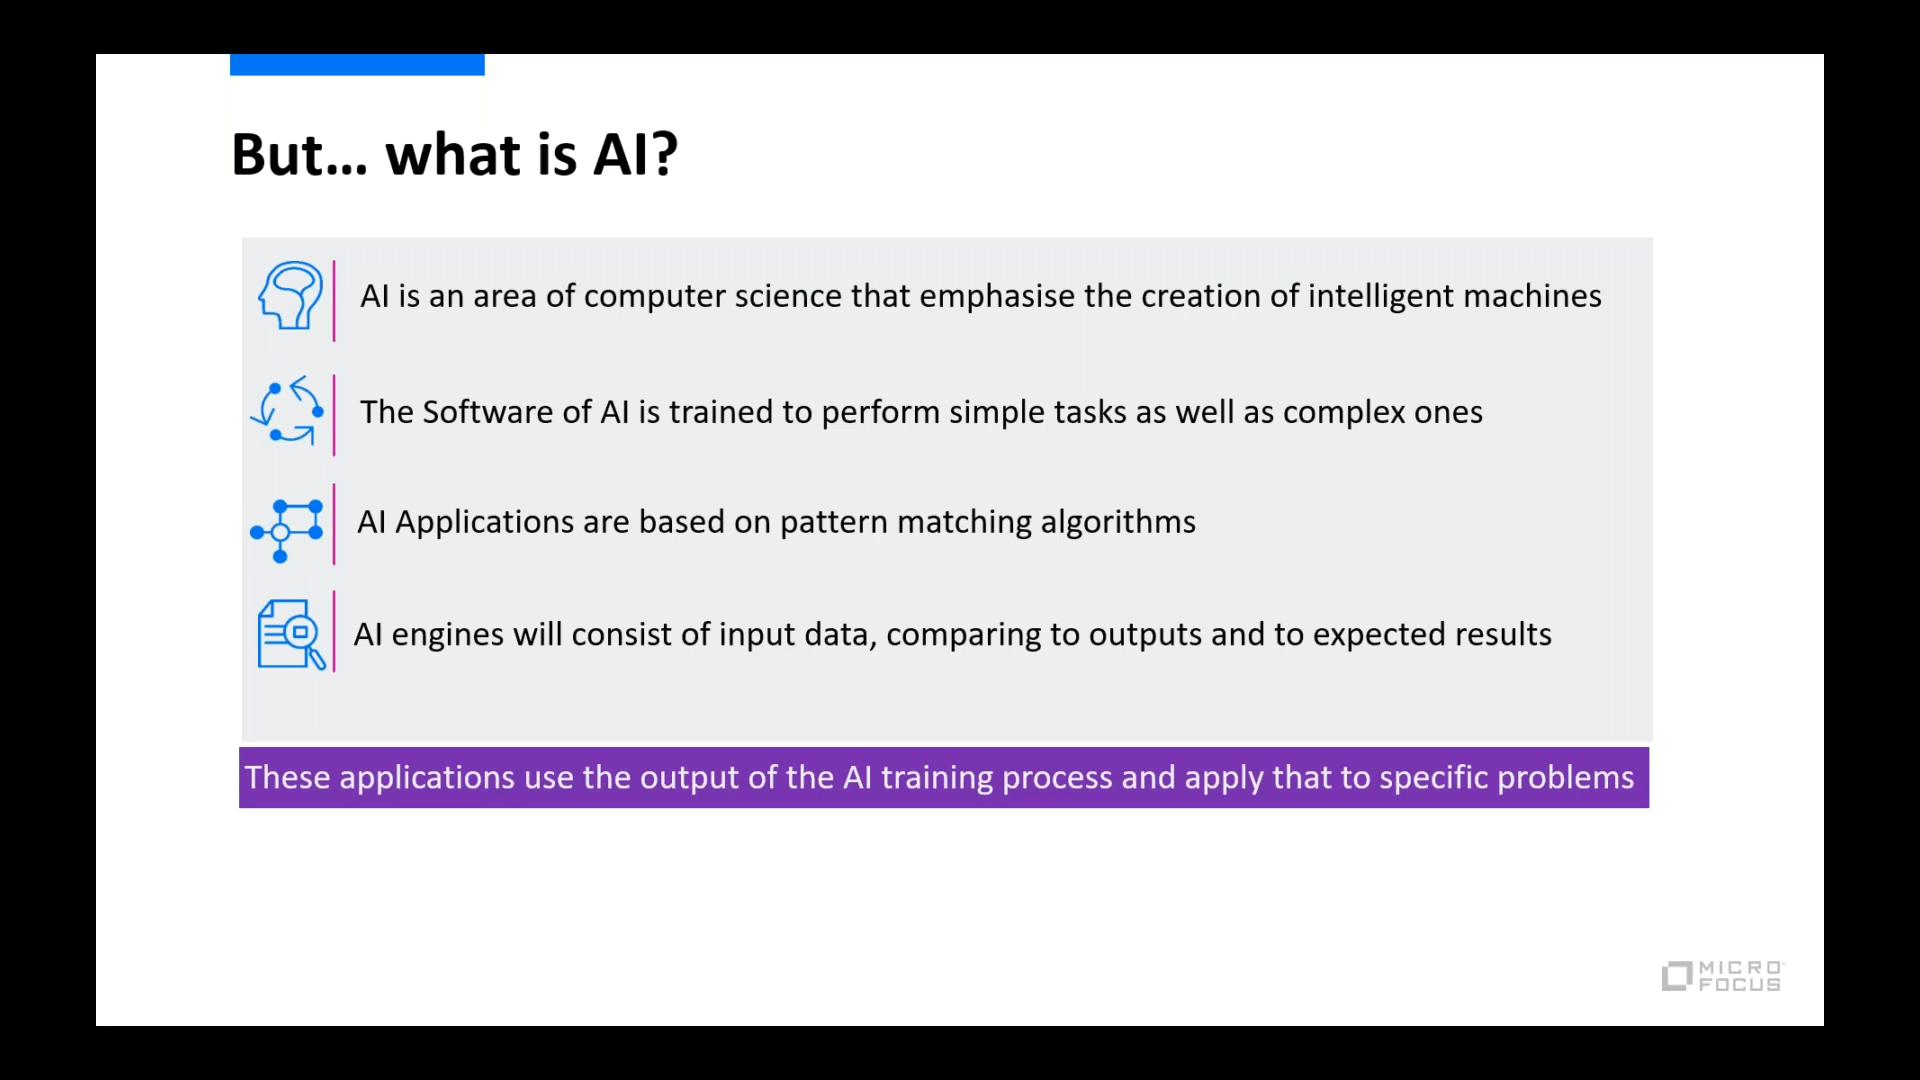 But... what is AI?
AI is an area of computer science that emphasise the creation of intelligent machines
The Software of AI is trained to perform simple tasks as well as complex ones
AI Applications are based on pattern matching algorithms
AI engines will consist of input data, comparing to outputs and to expected results
These applications use the output of the AI training process and apply that to specific problems
MICRO
FOCUS